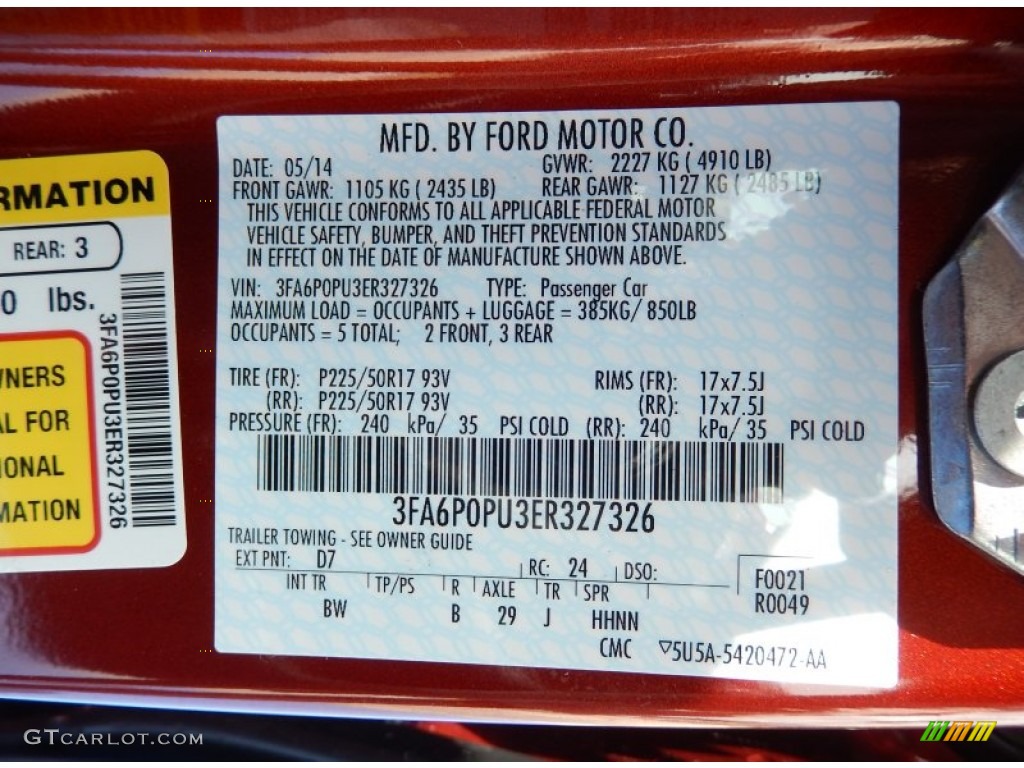 MFD. BY FORD MOTOR CO.
DATE: 05/14 GVWR: 2227 KG ( 4910 LB)
FRONT GAWR: 1105 KG ( 2435 LB) REAR GAWR: 1127 KG ( 2485 LB)
THIS VEHICLE CONFORMS TO ALL APPLICABLE FEDERAL MOTOR
VEHICLE SAFETY, BUMPER, AND THEFT PREVENTION STANDARDS
IN EFFECT ON THE DATE OF MANUFACTURE SHOWN ABOVE.
VIN: 3FA6P0PU3ER327326 TYPE: Passenger Car
MAXIMUM LOAD = OCCUPANTS + LUGGAGE = 385KG/ 850LB
OCCUPANTS = 5 TOTAL; 2 FRONT, 3 REAR
TIRE (FR): P225/50R17 93V RIMS (FR): 17x7.5J
(RR): P225/50R17 93V (RR): 17x7.5J
PRESSURE (FR): 240 kPa/ 35 PSI COLD (RR): 240 kPa/ 35 PSI COLD
3FA6P0PU3ER327326
TRAILER TOWING - SEE OWNER GUIDE
EXT PNT: D7 RC: 24 DSO:
INT TR TP/PS R AXLE TR SPR
BW B 29 J HHNN
F0021
R0049
CMC ▽5U5A-5420472-AA
RMATION
REAR: 3
0 lbs.
3FA6P0PU3ER327326
WNERS
AL FOR
IONAL
MATION
GTCARLOT.COM